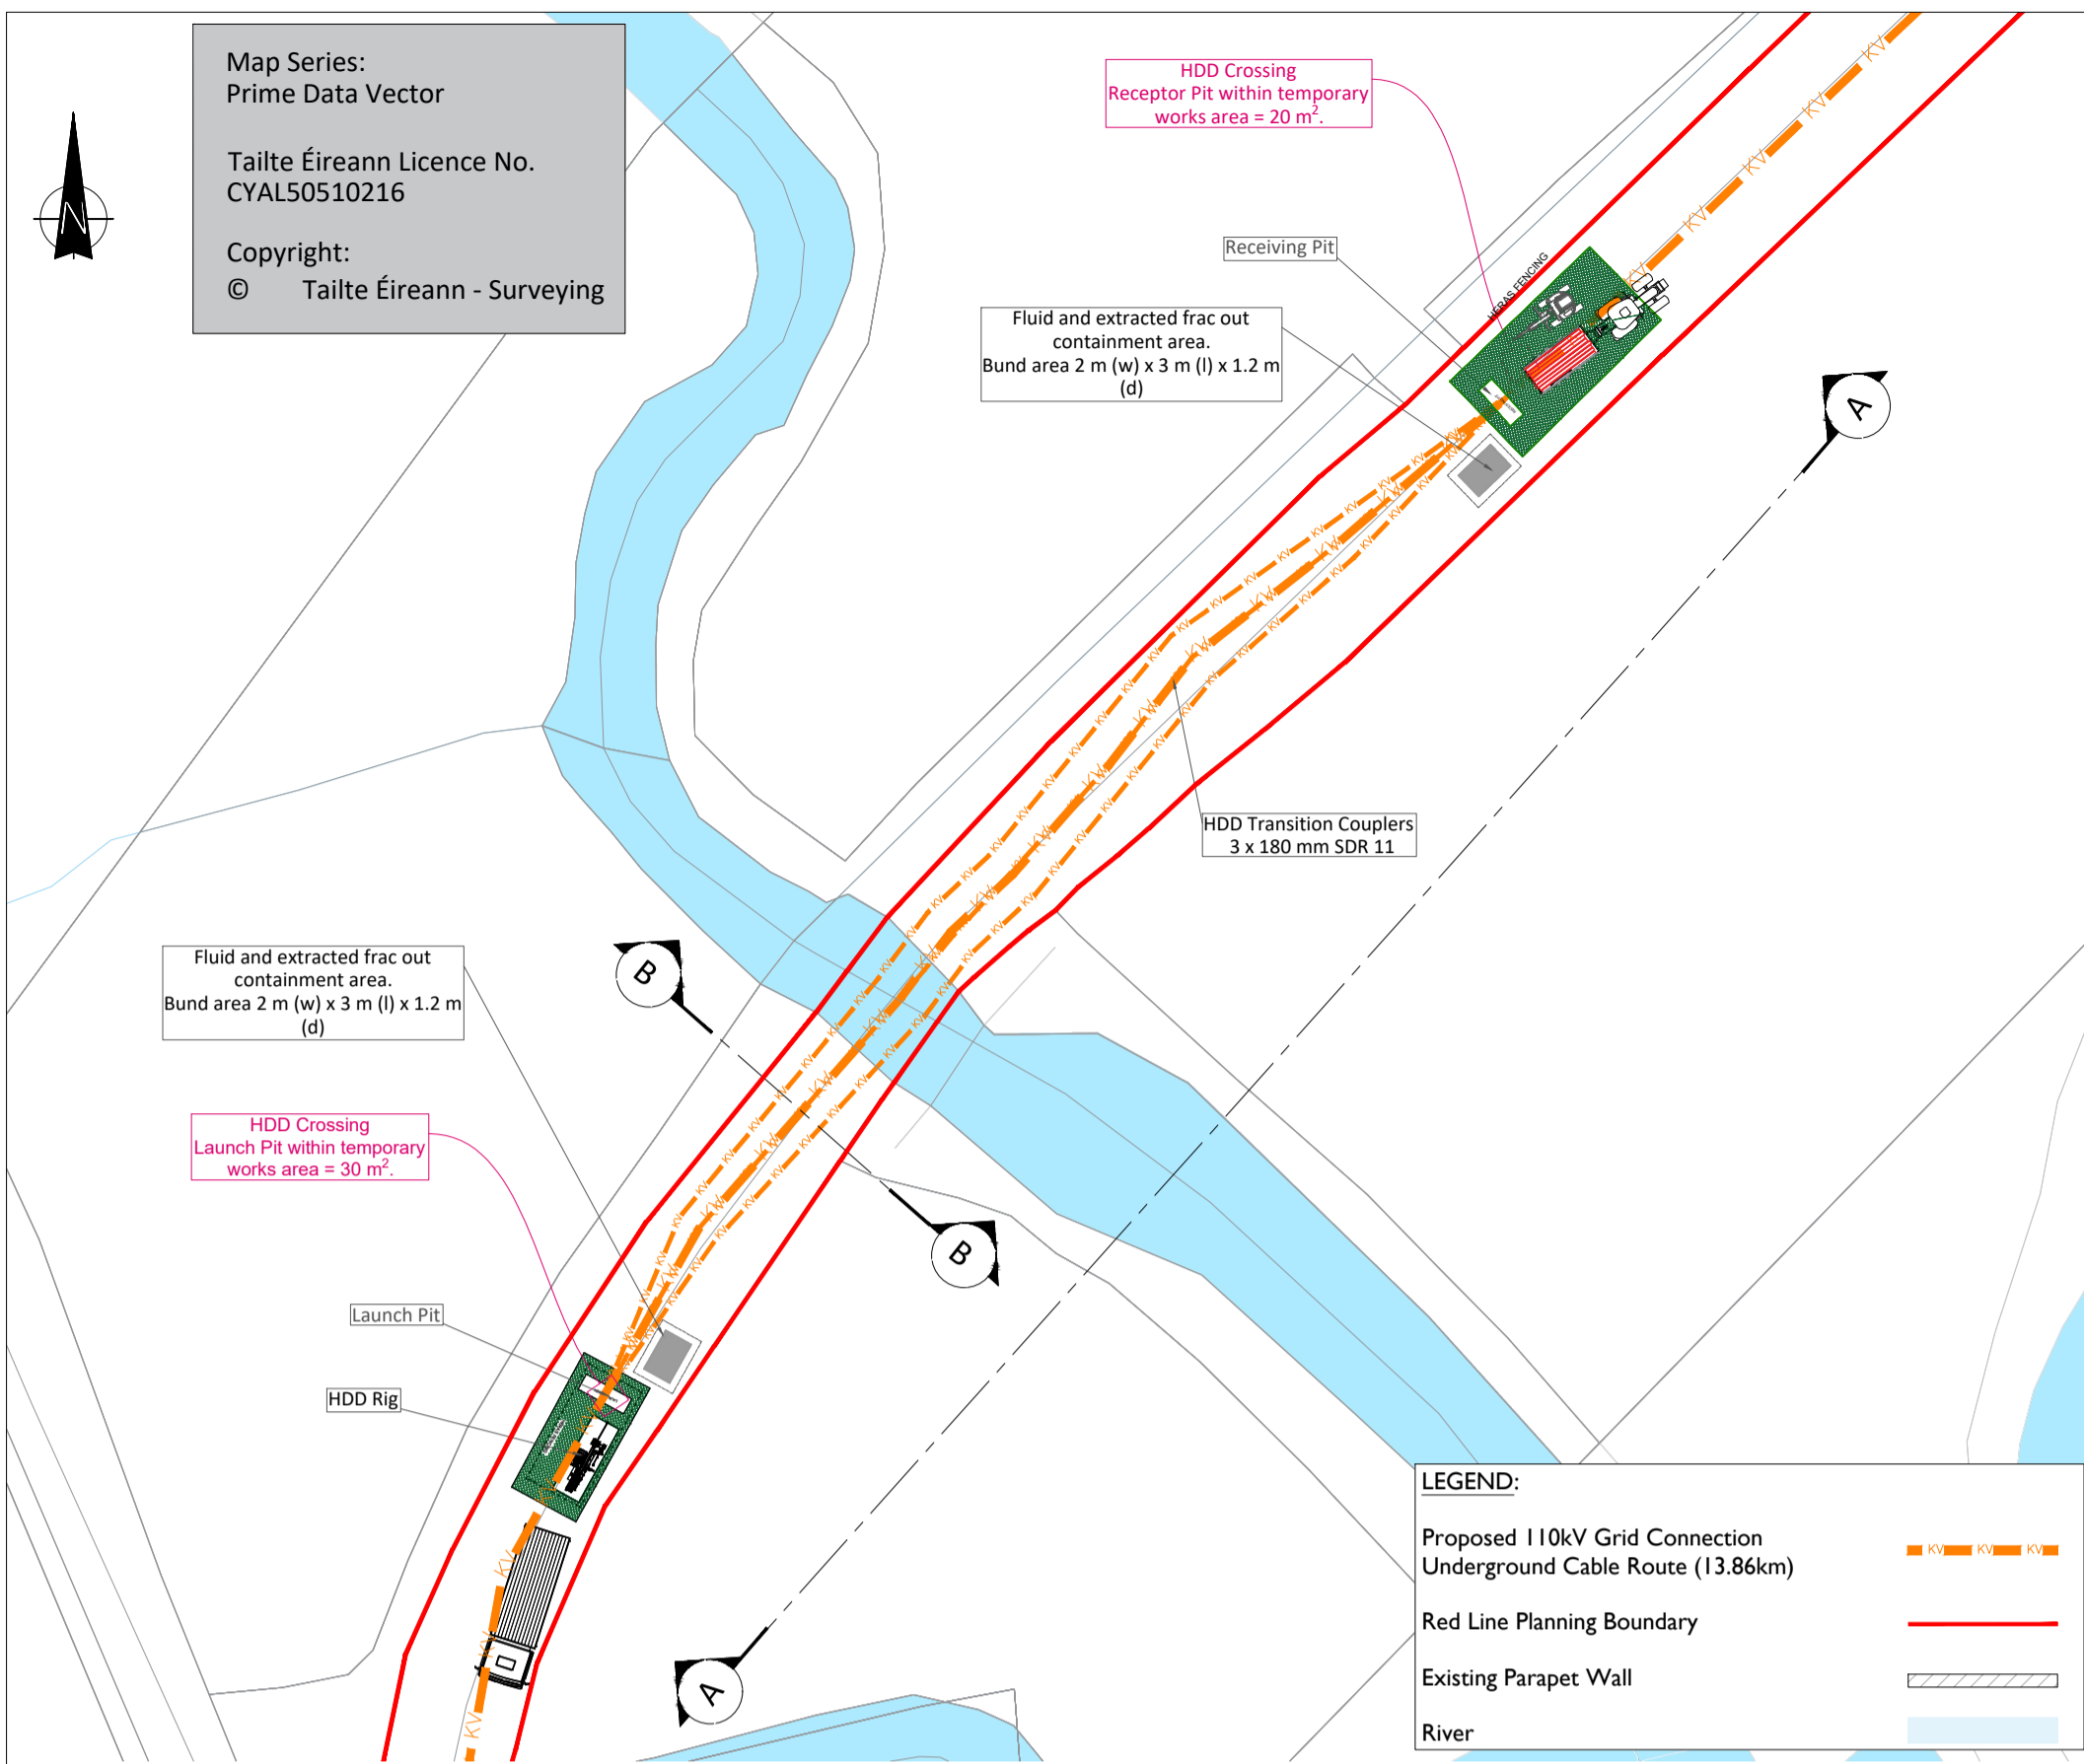 Map Series:
Prime Data Vector
Tailte Éireann Licence No.
CYAL50510216
Copyright:
© Tailte Éireann - Surveying
N
HDD Crossing
Receptor Pit within temporary
works area = 20 m².
Receiving Pit
HERAS FENCING
Fluid and extracted frac out
containment area.
Bund area 2 m (w) x 3 m (l) x 1.2 m
(d)
A
HDD Transition Couplers
3 x 180 mm SDR 11
B
Fluid and extracted frac out
containment area.
Bund area 2 m (w) x 3 m (l) x 1.2 m
(d)
HDD Crossing
Launch Pit within temporary
works area = 30 m².
B
Launch Pit
HDD Rig
A
LEGEND:
Proposed 110kV Grid Connection
Underground Cable Route (13.86km)
KV KV KV
Red Line Planning Boundary
Existing Parapet Wall
River